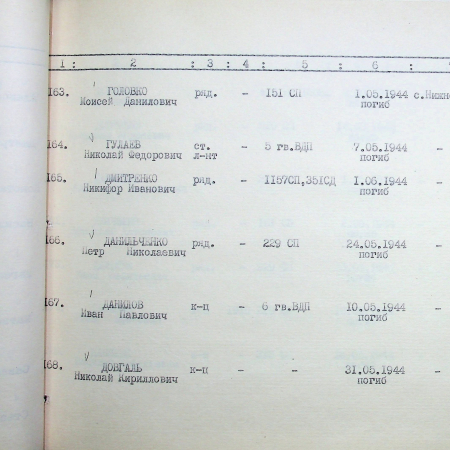 1 : 2 : 3 : 4 : 5 : 6 :
163. ГОЛОВКО ряд. - 151 СП 1.05.1944 с.Нижн
Моисей Данилович погиб
164. ГУЛАЕВ ст. - 5 гв.ВДП 7.05.1944 -
Николай Федорович л-нт погиб
165. ДМИТРЕНКО ряд. - 1157СП,351СД 1.06.1944 -
Никифор Иванович погиб
166. ДАНИЛЬЧЕНКО ряд. - 229 СП 24.05.1944 -
Петр Николаевич погиб
167. ДАНИЛОВ к-ц - 6 гв.ВДП 10.05.1944 -
Иван Павлович погиб
168. ДОВГАЛЬ к-ц - - 31.05.1944 -
Николай Кириллович погиб